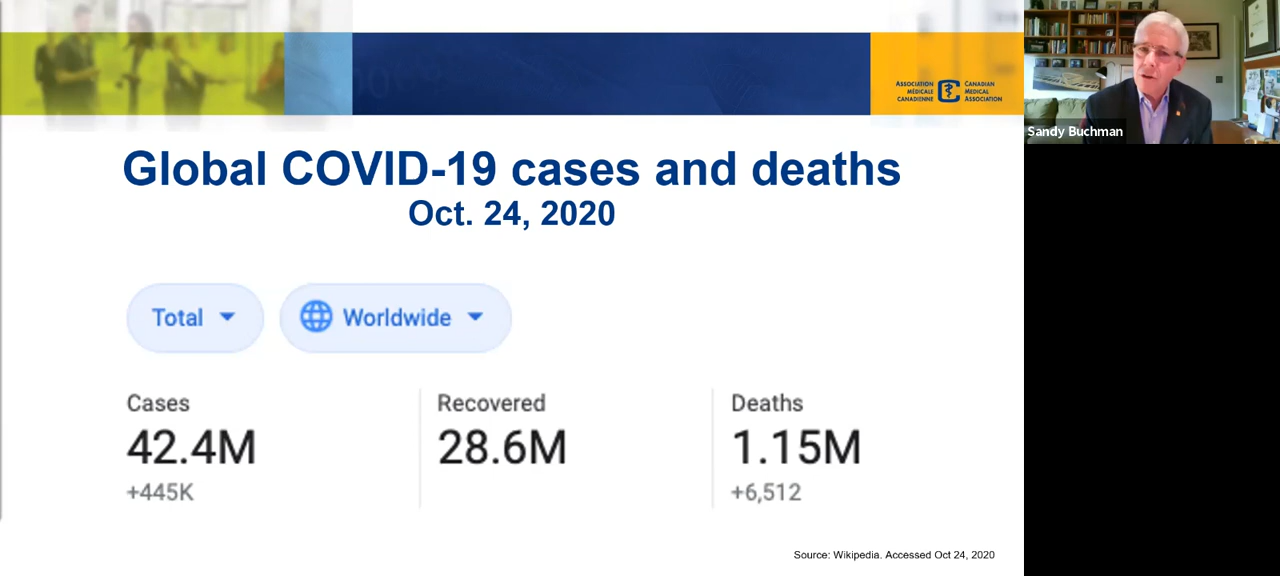 ASSOCIATION
MÉDICALE
CANADIENNE
CANADIAN
MEDICAL
ASSOCIATION
Sandy Buchman
Global COVID-19 cases and deaths
Oct. 24, 2020
Total
Worldwide
Cases
42.4M
+445K
Recovered
28.6M
Deaths
1.15M
+6,512
Source: Wikipedia. Accessed Oct 24, 2020